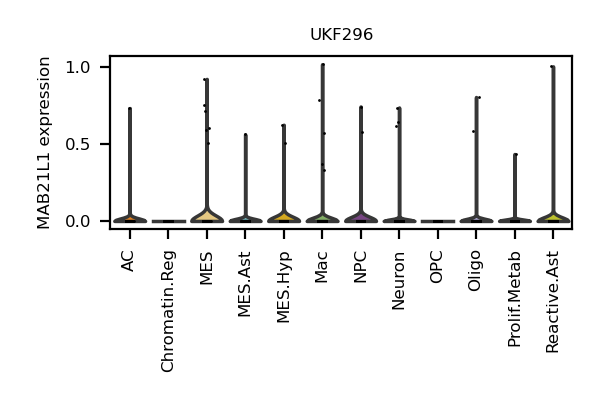 UKF296
MAB21L1 expression
1.0
0.5
0.0
AC
Chromatin.Reg
MES
MES.Ast
MES.Hyp
Mac
NPC
Neuron
OPC
Oligo
Prolif.Metab
Reactive.Ast